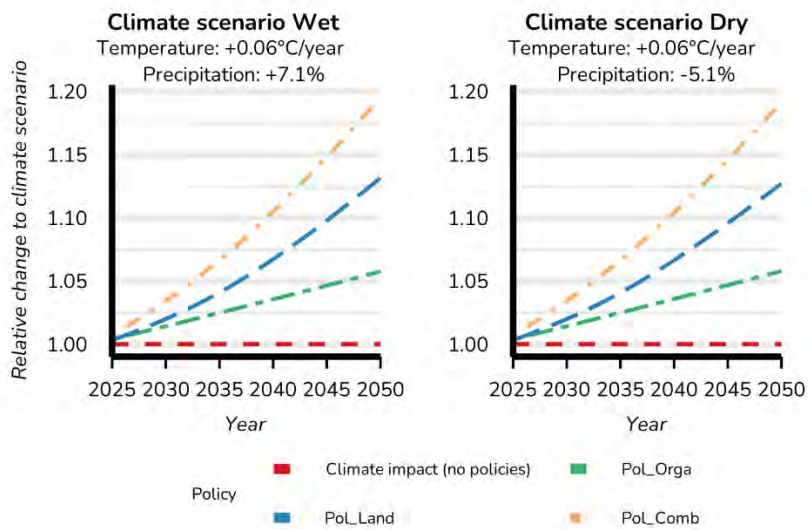 Climate scenario Wet
Temperature: +0.06°C/year
Precipitation: +7.1%
Climate scenario Dry
Temperature: +0.06°C/year
Precipitation: -5.1%
Relative change to climate scenario
1.20
1.15
1.10
1.05
1.00
2025 2030 2035 2040 2045 2050
Year
1.20
1.15
1.10
1.05
1.00
2025 2030 2035 2040 2045 2050
Year
Policy
Climate impact (no policies)
Pol_Orga
Pol_Land
Pol_Comb